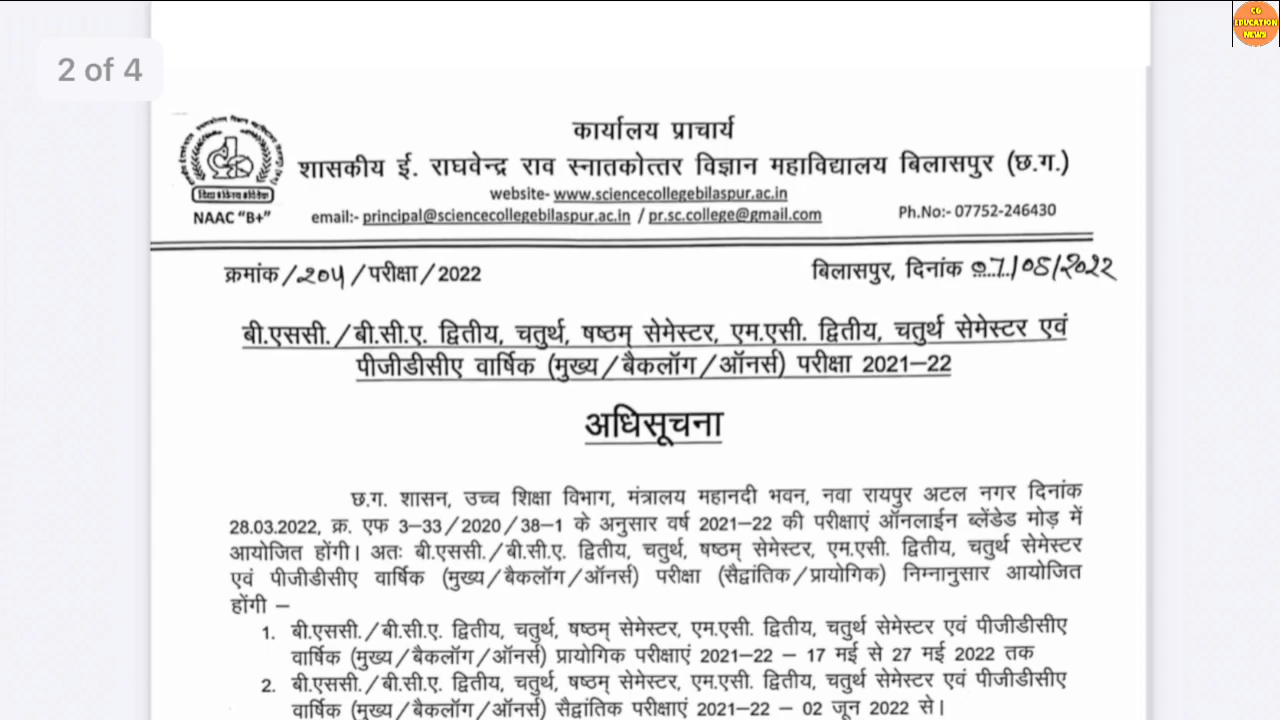 2 of 4
CG
EDUCATION
NEWS
कार्यालय प्राचार्य
शासकीय ई. राघवेन्द्र राव स्नातकोत्तर विज्ञान महाविद्यालय बिलासपुर (छ.ग.)
website- www.sciencecollegebilaspur.ac.in
NAAC “B+”
email:- principal@sciencecollegebilaspur.ac.in / pr.sc.college@gmail.com
Ph.No:- 07752-246430
क्रमांक/२०५/परीक्षा/2022
बिलासपुर, दिनांक 07/05/2022
बी.एससी./बी.सी.ए. द्वितीय, चतुर्थ, षष्ठम् सेमेस्टर, एम.एसी. द्वितीय, चतुर्थ सेमेस्टर एवं
पीजीडीसीए वार्षिक (मुख्य/बैकलॉग/ऑनर्स) परीक्षा 2021–22
अधिसूचना
छ.ग. शासन, उच्च शिक्षा विभाग, मंत्रालय महानदी भवन, नवा रायपुर अटल नगर दिनांक
28.03.2022, क्र. एफ 3–33/2020/38–1 के अनुसार वर्ष 2021–22 की परीक्षाएं ऑनलाईन ब्लेंडेड मोड़ में
आयोजित होंगी। अतः बी.एससी./बी.सी.ए. द्वितीय, चतुर्थ, षष्ठम् सेमेस्टर, एम.एसी. द्वितीय, चतुर्थ सेमेस्टर
एवं पीजीडीसीए वार्षिक (मुख्य/बैकलॉग/ऑनर्स) परीक्षा (सैद्वांतिक/प्रायोगिक) निम्नानुसार आयोजित
होंगी –
1. बी.एससी./बी.सी.ए. द्वितीय, चतुर्थ, षष्ठम् सेमेस्टर, एम.एसी. द्वितीय, चतुर्थ सेमेस्टर एवं पीजीडीसीए
वार्षिक (मुख्य/बैकलॉग/ऑनर्स) प्रायोगिक परीक्षाएं 2021–22 – 17 मई से 27 मई 2022 तक
2. बी.एससी./बी.सी.ए. द्वितीय, चतुर्थ, षष्ठम् सेमेस्टर, एम.एसी. द्वितीय, चतुर्थ सेमेस्टर एवं पीजीडीसीए
वार्षिक (मुख्य/बैकलॉग/ऑनर्स) सैद्वांतिक परीक्षाएं 2021–22 – 02 जून 2022 से।